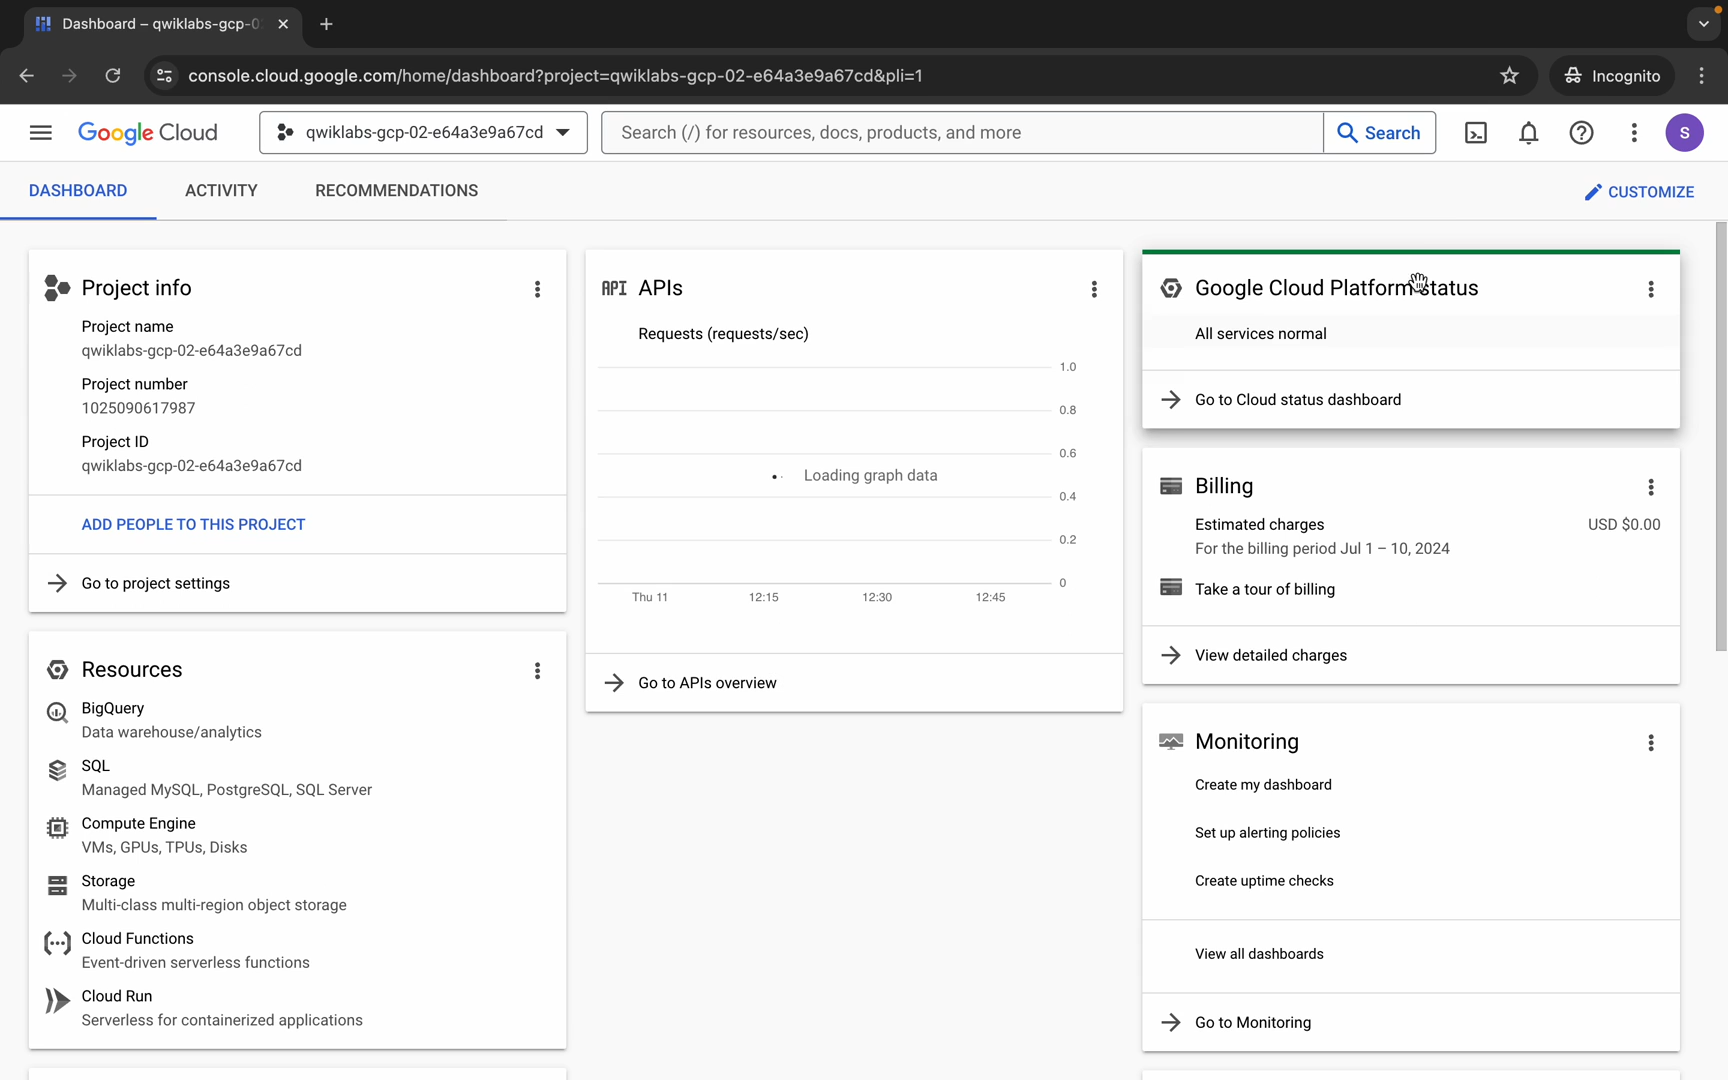 Dashboard – qwiklabs-gcp-0
console.cloud.google.com/home/dashboard?project=qwiklabs-gcp-02-e64a3e9a67cd&pli=1
Incognito
Google Cloud
qwiklabs-gcp-02-e64a3e9a67cd
Search (/) for resources, docs, products, and more
Search
S
DASHBOARD
ACTIVITY
RECOMMENDATIONS
CUSTOMIZE
Project info
Project name
qwiklabs-gcp-02-e64a3e9a67cd
Project number
1025090617987
Project ID
qwiklabs-gcp-02-e64a3e9a67cd
ADD PEOPLE TO THIS PROJECT
Go to project settings
Resources
BigQuery
Data warehouse/analytics
SQL
Managed MySQL, PostgreSQL, SQL Server
Compute Engine
VMs, GPUs, TPUs, Disks
Storage
Multi-class multi-region object storage
Cloud Functions
Event-driven serverless functions
Cloud Run
Serverless for containerized applications
API APIs
Requests (requests/sec)
1.0
0.8
0.6
Loading graph data
0.4
0.2
0
Thu 11 12:15 12:30 12:45
Go to APIs overview
Google Cloud Platform status
All services normal
Go to Cloud status dashboard
Billing
Estimated charges USD $0.00
For the billing period Jul 1 – 10, 2024
Take a tour of billing
View detailed charges
Monitoring
Create my dashboard
Set up alerting policies
Create uptime checks
View all dashboards
Go to Monitoring